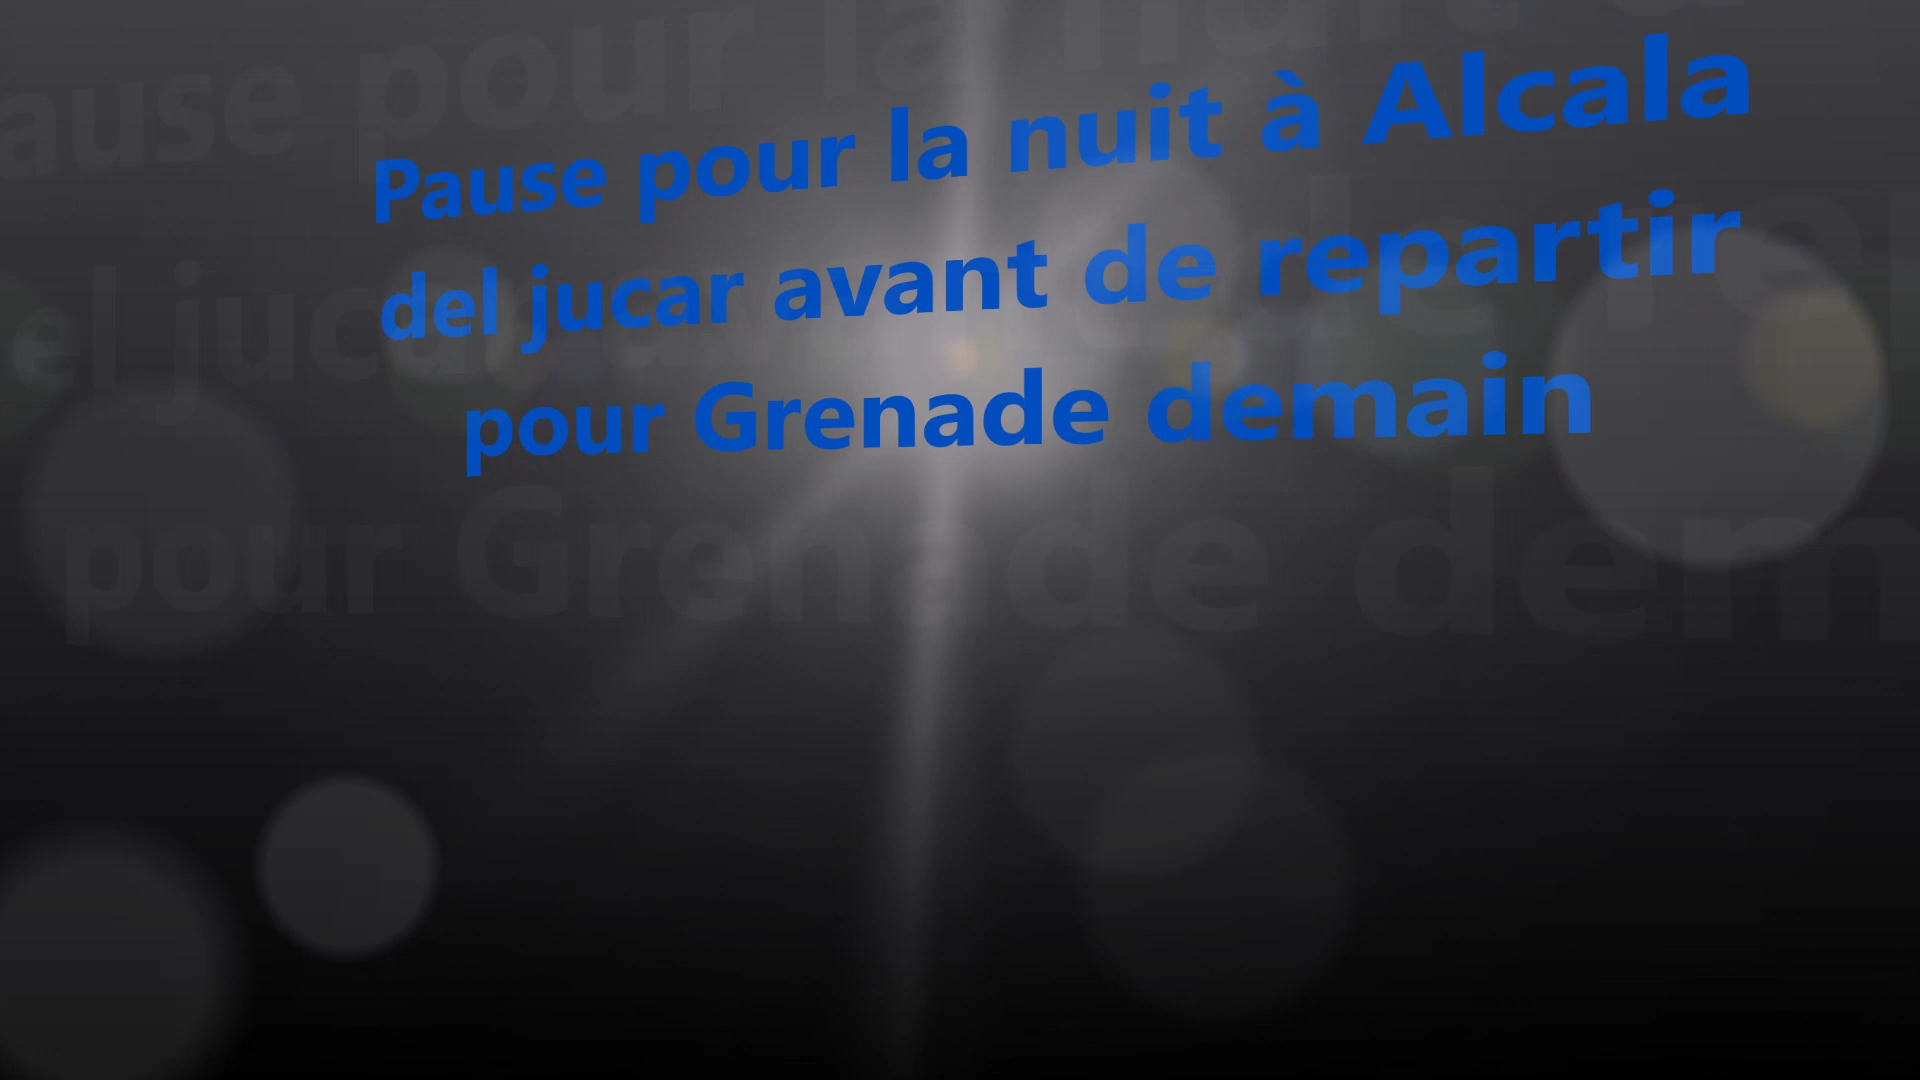 Pause pour la nuit à Alcala
del jucar avant de repartir
pour Grenade demain